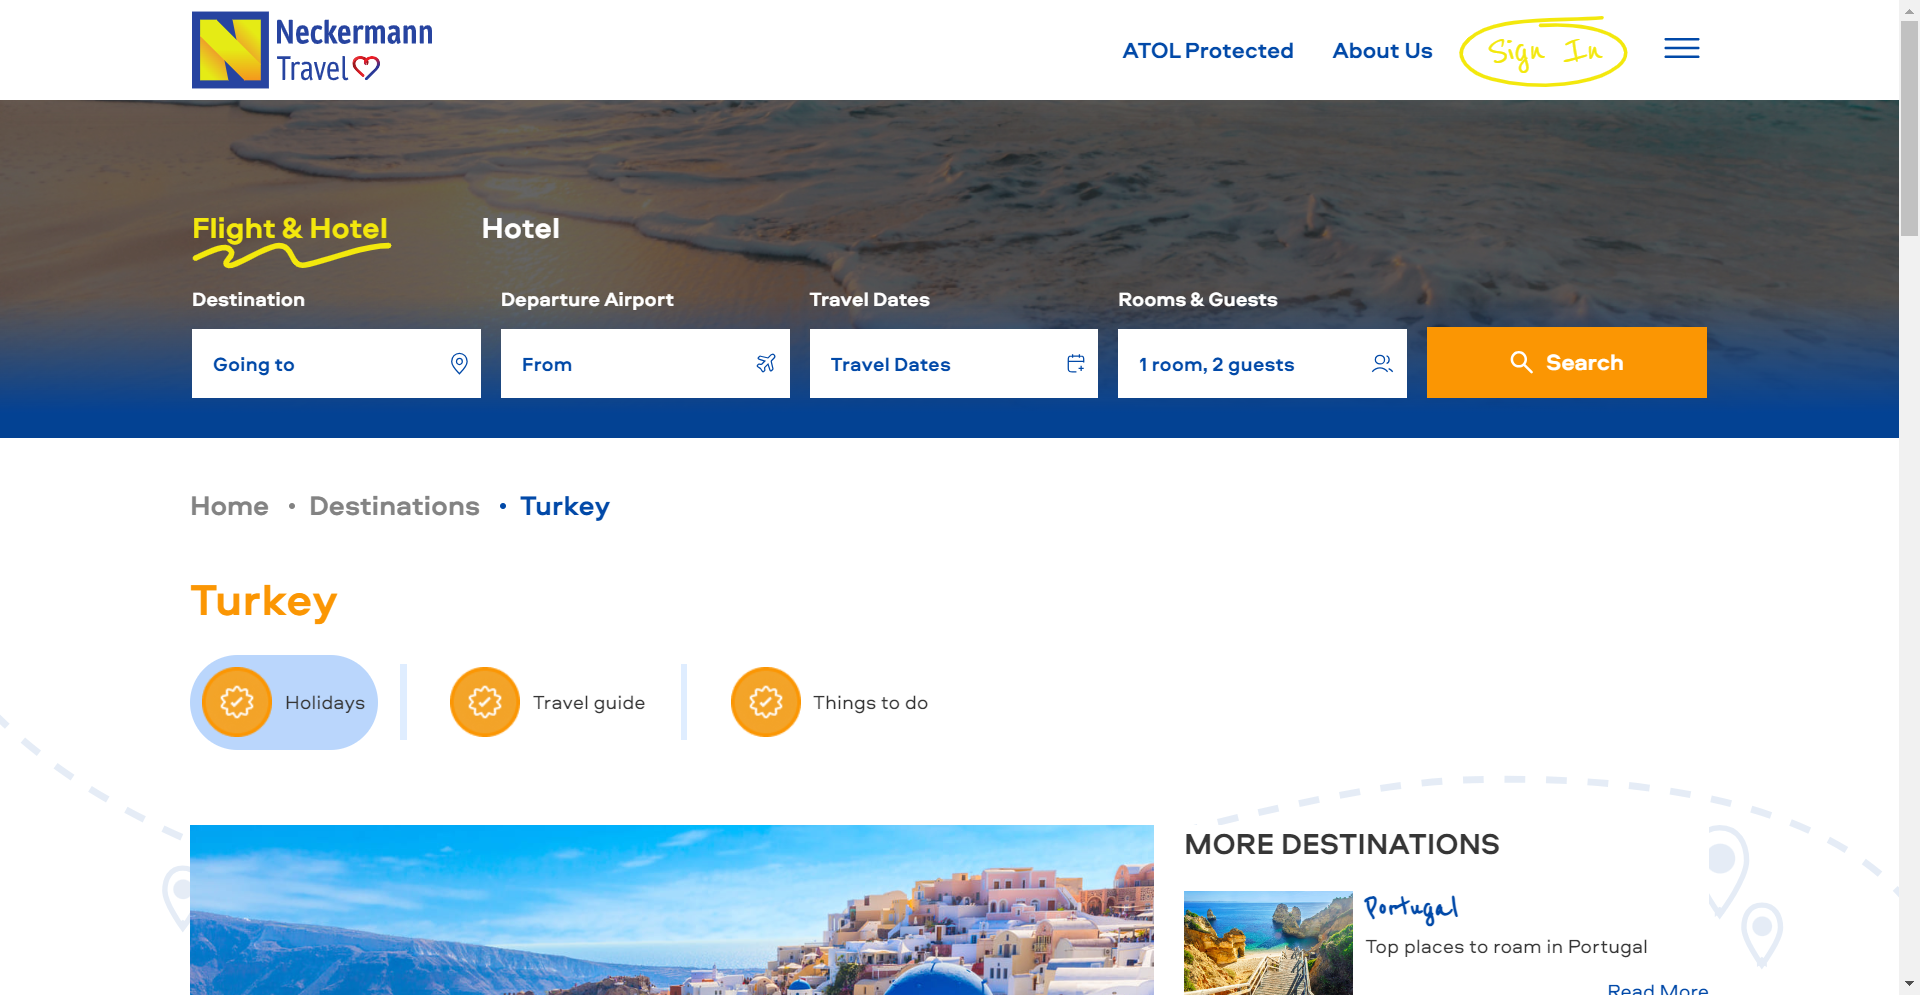 Neckermann
Travel
ATOL Protected
About Us
Sign In
Flight & Hotel
Hotel
Destination
Departure Airport
Travel Dates
Rooms & Guests
Going to
From
Travel Dates
1 room, 2 guests
Search
Home • Destinations • Turkey
Turkey
Holidays
Travel guide
Things to do
MORE DESTINATIONS
Portugal
Top places to roam in Portugal
Read More